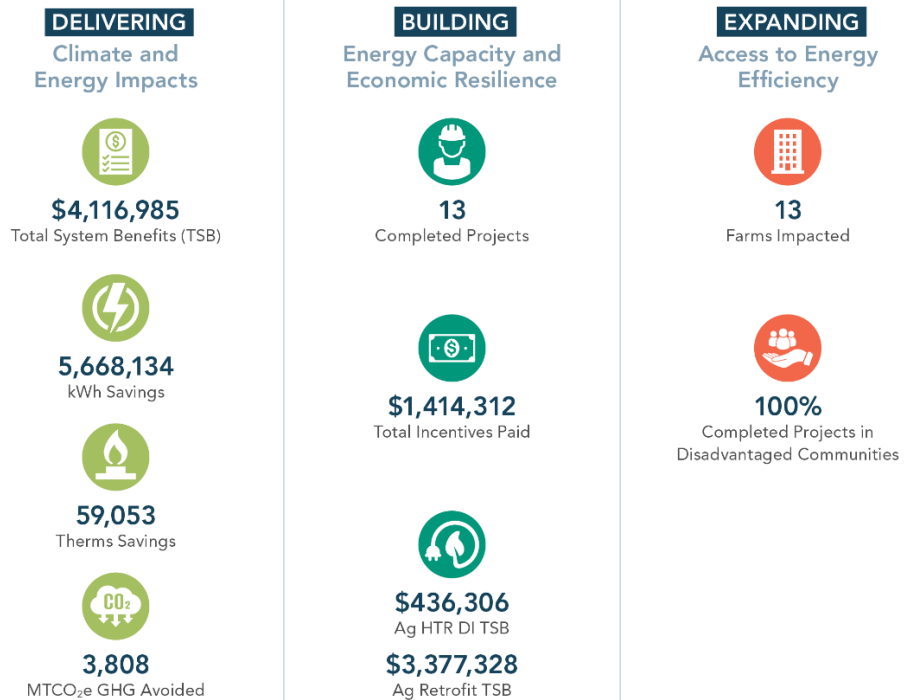 DELIVERING
Climate and
Energy Impacts
$4,116,985
Total System Benefits (TSB)
5,668,134
kWh Savings
59,053
Therms Savings
CO₂
3,808
MTCO₂e GHG Avoided
BUILDING
Energy Capacity and
Economic Resilience
13
Completed Projects
$
$1,414,312
Total Incentives Paid
$436,306
Ag HTR DI TSB
$3,377,328
Ag Retrofit TSB
EXPANDING
Access to Energy
Efficiency
13
Farms Impacted
100%
Completed Projects in
Disadvantaged Communities